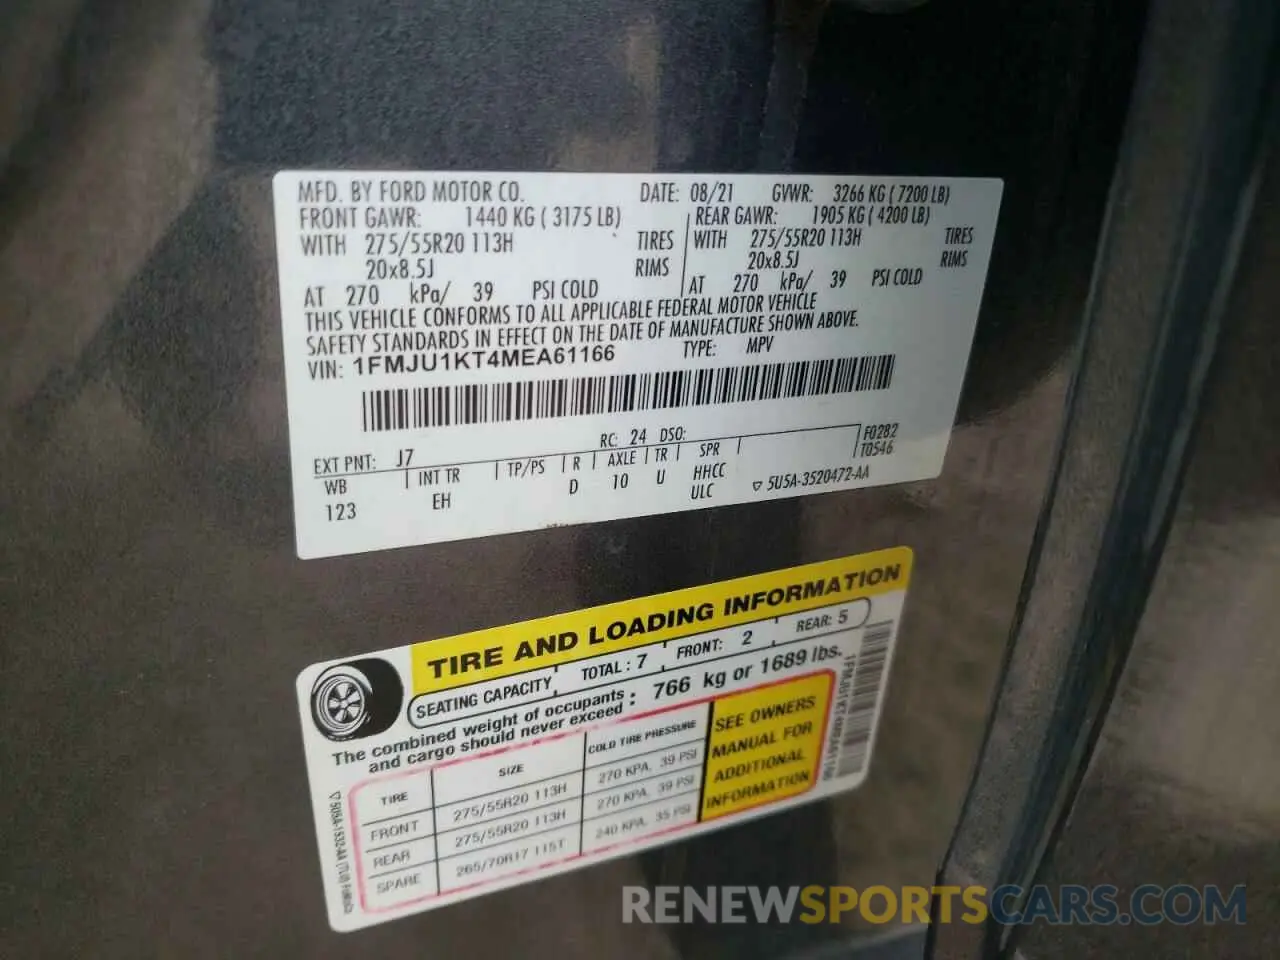 MFD. BY FORD MOTOR CO. DATE: 08/21 GVWR: 3266 KG ( 7200 LB)
FRONT GAWR: 1440 KG ( 3175 LB) REAR GAWR: 1905 KG ( 4200 LB)
WITH 275/55R20 113H TIRES WITH 275/55R20 113H TIRES
20x8.5J RIMS 20x8.5J RIMS
AT 270 kPa/ 39 PSI COLD AT 270 kPa/ 39 PSI COLD
THIS VEHICLE CONFORMS TO ALL APPLICABLE FEDERAL MOTOR VEHICLE
SAFETY STANDARDS IN EFFECT ON THE DATE OF MANUFACTURE SHOWN ABOVE.
VIN: 1FMJU1KT4MEA61166 TYPE: MPV
EXT PNT: J7 RC: 24 DSO: F0282
WB INT TR TP/PS R AXLE TR SPR T0546
123 EH D 10 U HHCC
ULC ▽ 5U5A-3520472-AA
TIRE AND LOADING INFORMATION
SEATING CAPACITY TOTAL : 7 FRONT: 2 REAR: 5
The combined weight of occupants and cargo should never exceed : 766 kg or 1689 lbs.
TIRE SIZE COLD TIRE PRESSURE
FRONT 275/55R20 113H 270 KPA, 39 PSI
REAR 275/55R20 113H 270 KPA, 39 PSI
SPARE 265/70R17 115T 240 KPA, 35 PSI
SEE OWNERS
MANUAL FOR
ADDITIONAL
INFORMATION
RENEWSPORTSCARS.COM